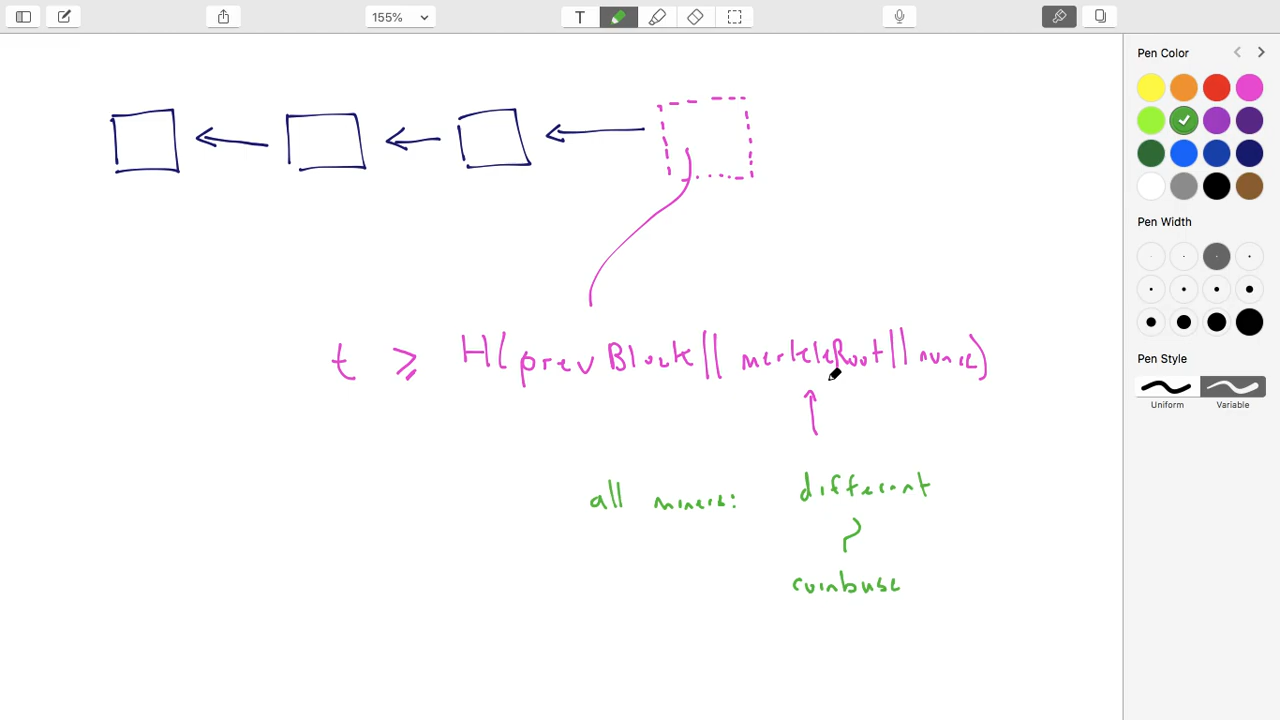 155%
T
Pen Color
t ⩾ H(prevBlock||merkleRoot||nonce)
Pen Width
all miners: different
coinbase
Pen Style
Uniform Variable